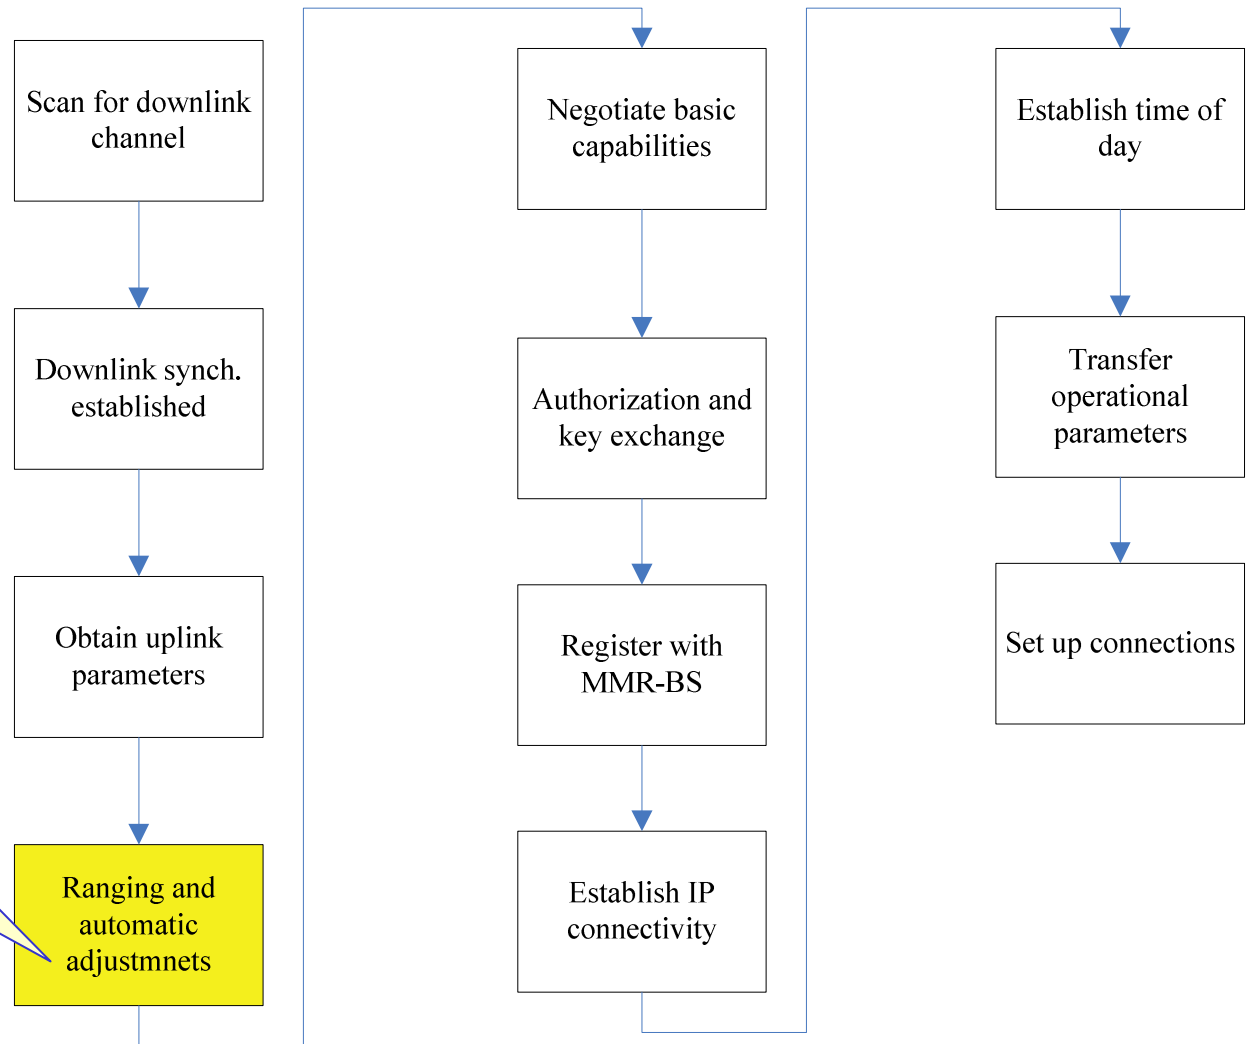 Scan for downlink
channel
Downlink synch.
established
Obtain uplink
parameters
Ranging and
automatic
adjustmnets
Negotiate basic
capabilities
Authorization and
key exchange
Register with
MMR-BS
Establish IP
connectivity
Establish time of
day
Transfer
operational
parameters
Set up connections